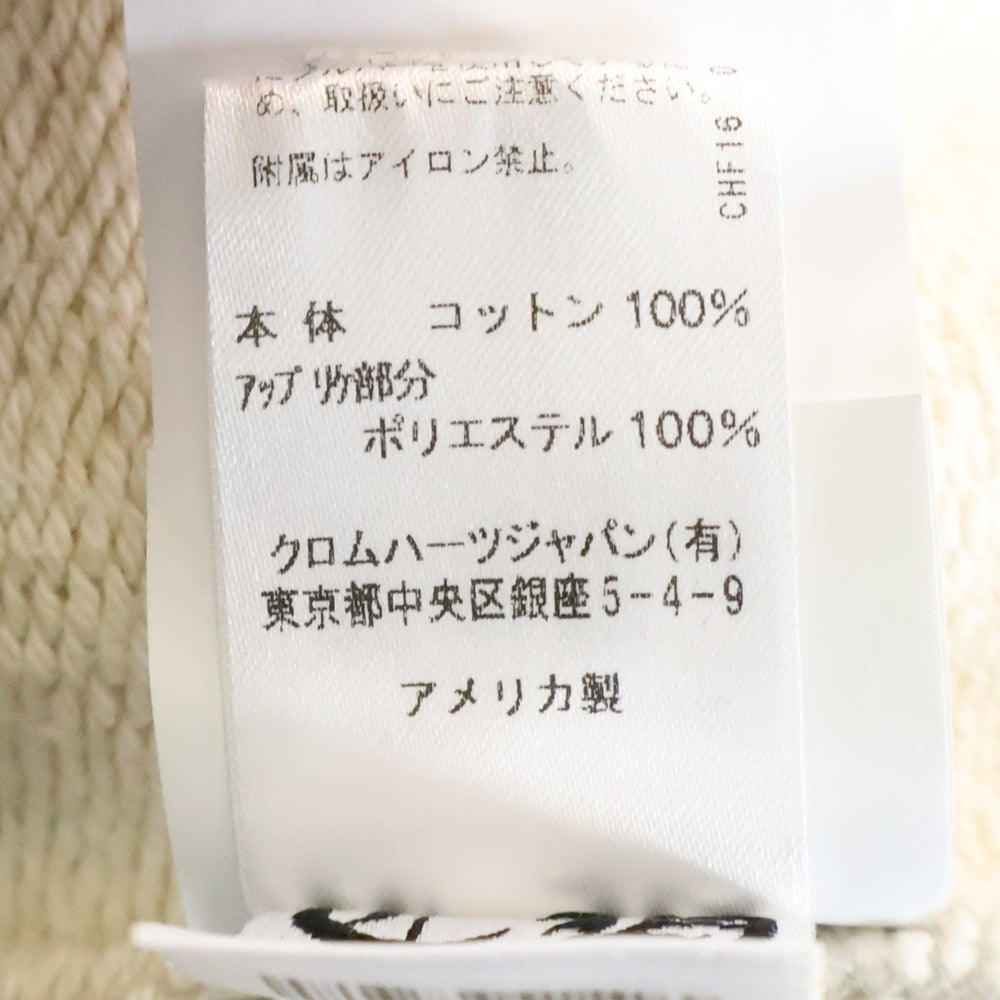 め、取扱いにご注意ください。
附属はアイロン禁止。
CHF16
本 体 コットン 100%
アップリケ部分
ポリエステル 100%
クロムハーツジャパン(有)
東京都中央区銀座5-4-9
アメリカ製